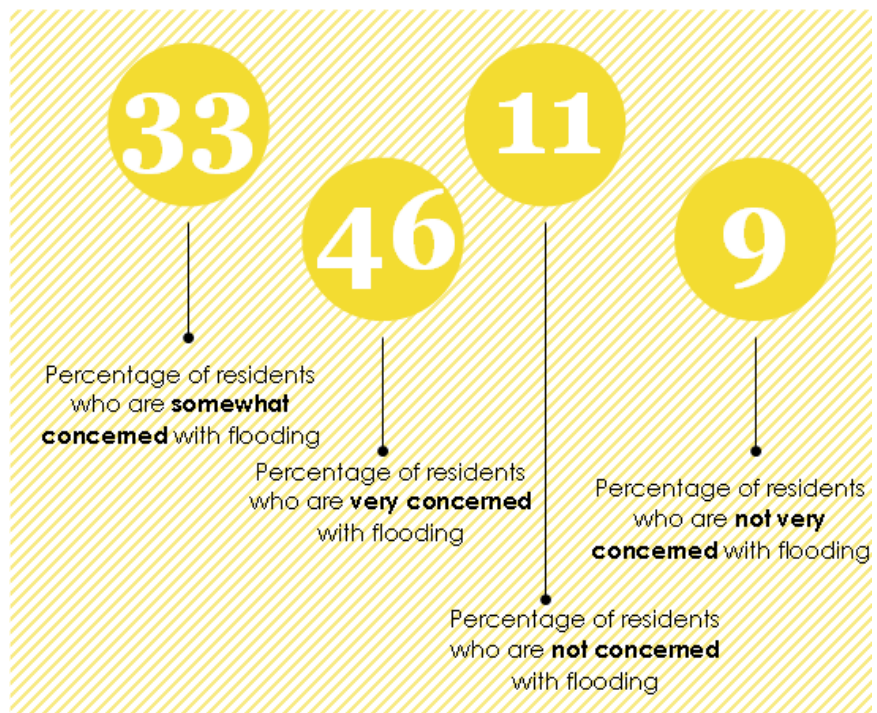 33
Percentage of residents
who are somewhat
concerned with flooding
46
Percentage of residents
who are very concerned
with flooding
11
Percentage of residents
who are not concerned
with flooding
9
Percentage of residents
who are not very
concerned with flooding